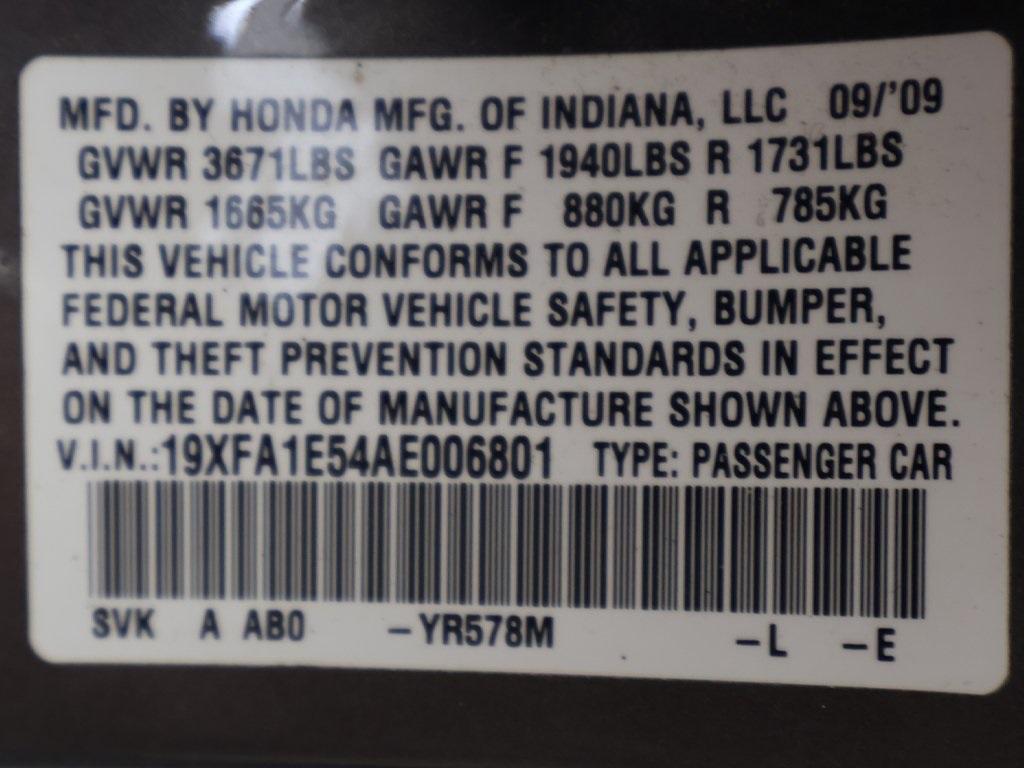 MFD. BY HONDA MFG. OF INDIANA, LLC 09/'09
GVWR 3671LBS GAWR F 1940LBS R 1731LBS
GVWR 1665KG GAWR F 880KG R 785KG
THIS VEHICLE CONFORMS TO ALL APPLICABLE
FEDERAL MOTOR VEHICLE SAFETY, BUMPER,
AND THEFT PREVENTION STANDARDS IN EFFECT
ON THE DATE OF MANUFACTURE SHOWN ABOVE.
V.I.N.:19XFA1E54AE006801 TYPE: PASSENGER CAR
SVK A AB0 –YR578M –L –E